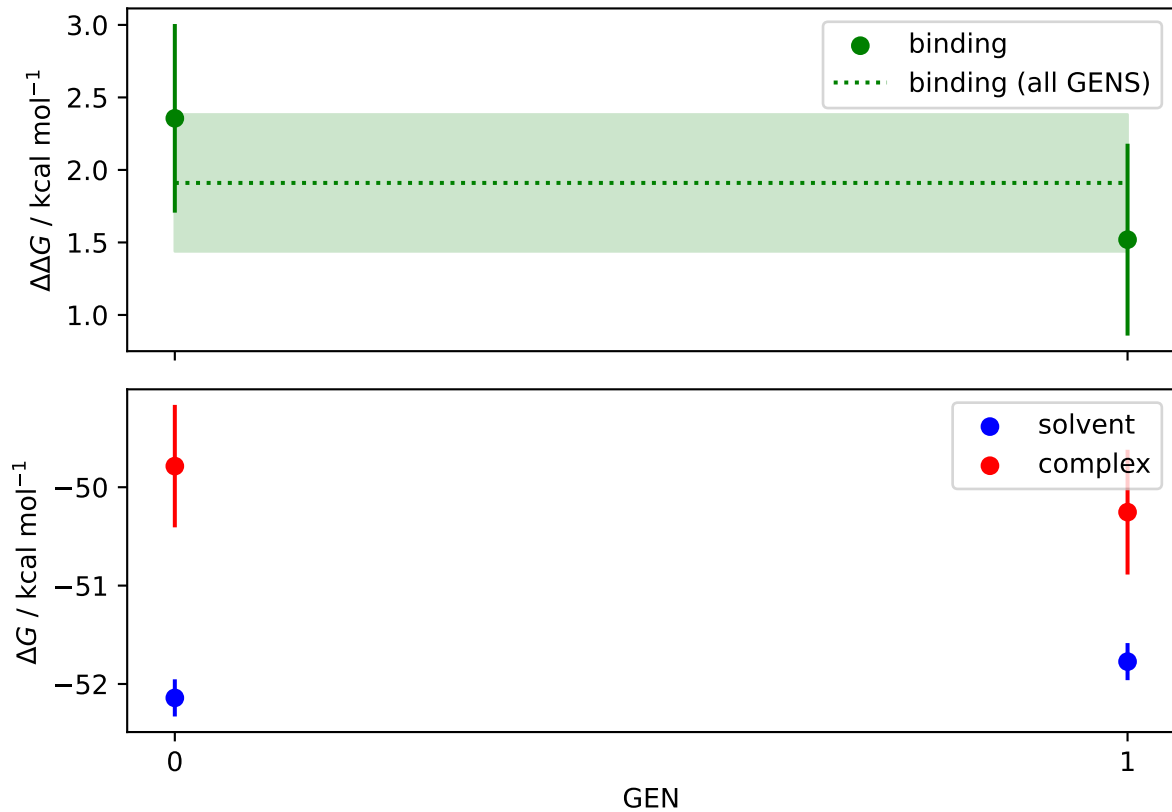 3.0
2.5
2.0
1.5
1.0
ΔΔG / kcal mol⁻¹
binding
binding (all GENS)
−50
−51
−52
ΔG / kcal mol⁻¹
solvent
complex
0
1
GEN